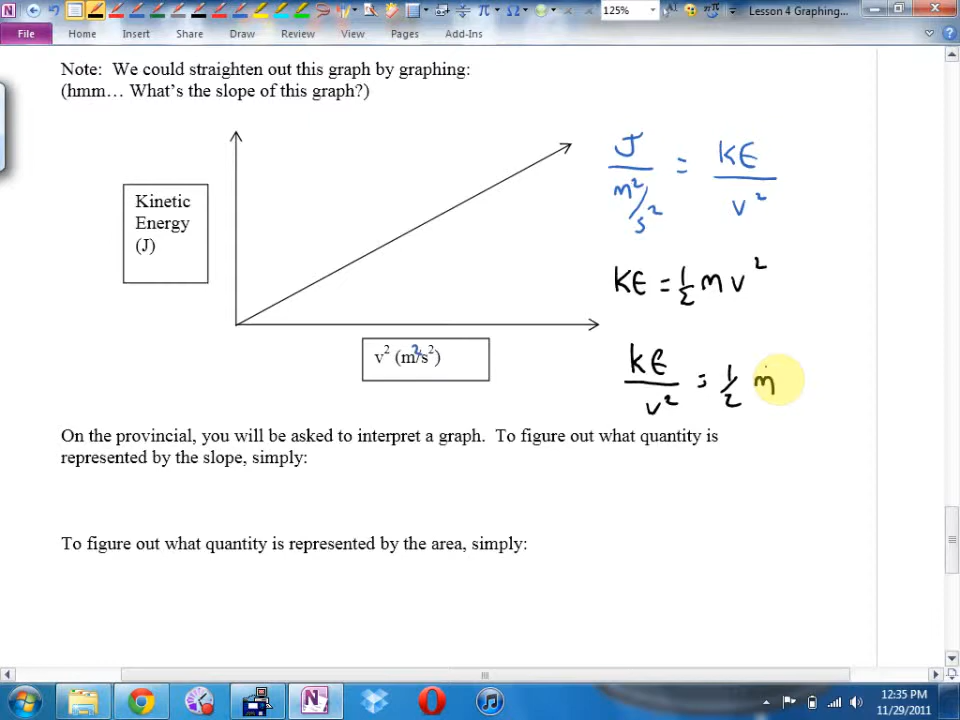 125%
Lesson 4 Graphing...
File Home Insert Share Draw Review View Pages Add-Ins
Note: We could straighten out this graph by graphing:
(hmm… What’s the slope of this graph?)
Kinetic
Energy
(J)
v² (m²/s²)
J / m²/s² = KE / v²
KE = 1/2 m v²
KE / v² = 1/2 m
On the provincial, you will be asked to interpret a graph. To figure out what quantity is
represented by the slope, simply:
To figure out what quantity is represented by the area, simply:
12:35 PM
11/29/2011